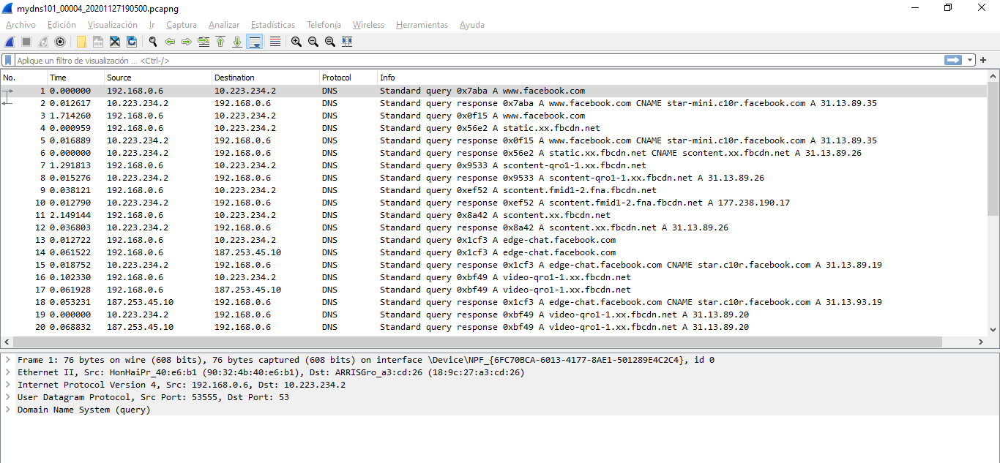 mydns101_00004_20201127190500.pcapng
Archivo Edición Visualización Ir Captura Analizar Estadísticas Telefonía Wireless Herramientas Ayuda
Aplique un filtro de visualización ... <Ctrl-/>
No. Time Source Destination Protocol Info
1 0.000000 192.168.0.6 10.223.234.2 DNS Standard query 0x7aba A www.facebook.com
2 0.012617 10.223.234.2 192.168.0.6 DNS Standard query response 0x7aba A www.facebook.com CNAME star-mini.c10r.facebook.com A 31.13.89.35
3 1.714260 192.168.0.6 10.223.234.2 DNS Standard query 0x0f15 A www.facebook.com
4 0.000959 192.168.0.6 10.223.234.2 DNS Standard query 0x56e2 A static.xx.fbcdn.net
5 0.016889 10.223.234.2 192.168.0.6 DNS Standard query response 0x0f15 A www.facebook.com CNAME star-mini.c10r.facebook.com A 31.13.89.35
6 0.000000 10.223.234.2 192.168.0.6 DNS Standard query response 0x56e2 A static.xx.fbcdn.net CNAME scontent.xx.fbcdn.net A 31.13.89.26
7 1.291813 192.168.0.6 10.223.234.2 DNS Standard query 0x9533 A scontent-qro1-1.xx.fbcdn.net
8 0.015276 10.223.234.2 192.168.0.6 DNS Standard query response 0x9533 A scontent-qro1-1.xx.fbcdn.net A 31.13.89.26
9 0.038121 192.168.0.6 10.223.234.2 DNS Standard query 0xef52 A scontent.fmid1-2.fna.fbcdn.net
10 0.012790 10.223.234.2 192.168.0.6 DNS Standard query response 0xef52 A scontent.fmid1-2.fna.fbcdn.net A 177.238.190.17
11 2.149144 192.168.0.6 10.223.234.2 DNS Standard query 0x8a42 A scontent.xx.fbcdn.net
12 0.036803 10.223.234.2 192.168.0.6 DNS Standard query response 0x8a42 A scontent.xx.fbcdn.net A 31.13.89.26
13 0.012722 192.168.0.6 10.223.234.2 DNS Standard query 0x1cf3 A edge-chat.facebook.com
14 0.061522 192.168.0.6 187.253.45.10 DNS Standard query 0x1cf3 A edge-chat.facebook.com
15 0.018752 10.223.234.2 192.168.0.6 DNS Standard query response 0x1cf3 A edge-chat.facebook.com CNAME star.c10r.facebook.com A 31.13.89.19
16 0.102330 192.168.0.6 10.223.234.2 DNS Standard query 0xbf49 A video-qro1-1.xx.fbcdn.net
17 0.061928 192.168.0.6 187.253.45.10 DNS Standard query 0xbf49 A video-qro1-1.xx.fbcdn.net
18 0.053231 187.253.45.10 192.168.0.6 DNS Standard query response 0x1cf3 A edge-chat.facebook.com CNAME star.c10r.facebook.com A 31.13.93.19
19 0.000000 10.223.234.2 192.168.0.6 DNS Standard query response 0xbf49 A video-qro1-1.xx.fbcdn.net A 31.13.89.20
20 0.068832 187.253.45.10 192.168.0.6 DNS Standard query response 0xbf49 A video-qro1-1.xx.fbcdn.net A 31.13.89.20
Frame 1: 76 bytes on wire (608 bits), 76 bytes captured (608 bits) on interface \Device\NPF_{6FC70BCA-6013-4177-8AE1-501289E4C2C4}, id 0
Ethernet II, Src: HonHaiPr_40:e6:b1 (90:32:4b:40:e6:b1), Dst: ARRISGro_a3:cd:26 (18:9c:27:a3:cd:26)
Internet Protocol Version 4, Src: 192.168.0.6, Dst: 10.223.234.2
User Datagram Protocol, Src Port: 53555, Dst Port: 53
Domain Name System (query)